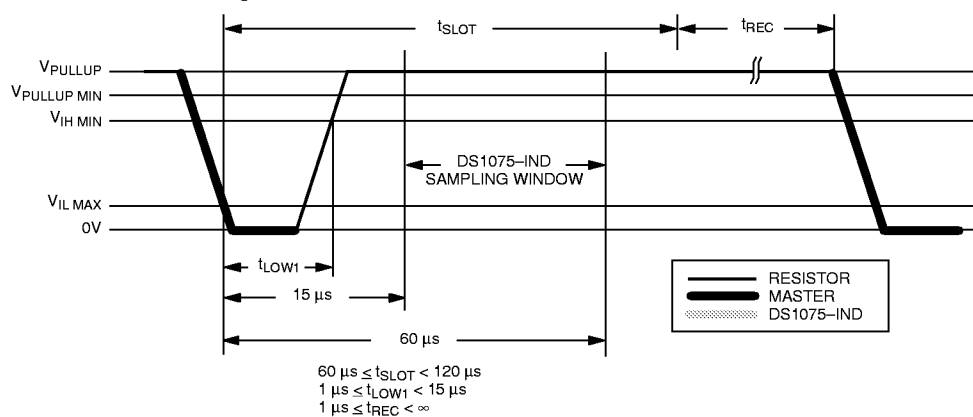 tSLOT
tREC
VPULLUP
VPULLUP MIN
VIH MIN
DS1075–IND
SAMPLING WINDOW
VIL MAX
0V
tLOW1
15 µs
60 µs
RESISTOR
MASTER
DS1075–IND
60 µs ≤ tSLOT < 120 µs
1 µs ≤ tLOW1 < 15 µs
1 µs ≤ tREC < ∞